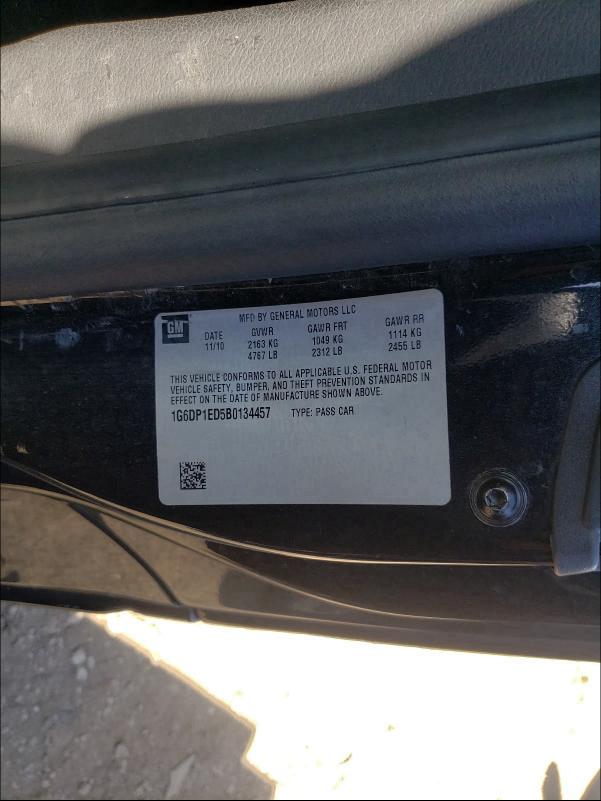 GM
MFD BY GENERAL MOTORS LLC
DATE GVWR GAWR FRT GAWR RR
11/10 2163 KG 1049 KG 1114 KG
4767 LB 2312 LB 2455 LB
THIS VEHICLE CONFORMS TO ALL APPLICABLE U.S. FEDERAL MOTOR
VEHICLE SAFETY, BUMPER, AND THEFT PREVENTION STANDARDS IN
EFFECT ON THE DATE OF MANUFACTURE SHOWN ABOVE.
1G6DP1ED5B0134457 TYPE: PASS CAR